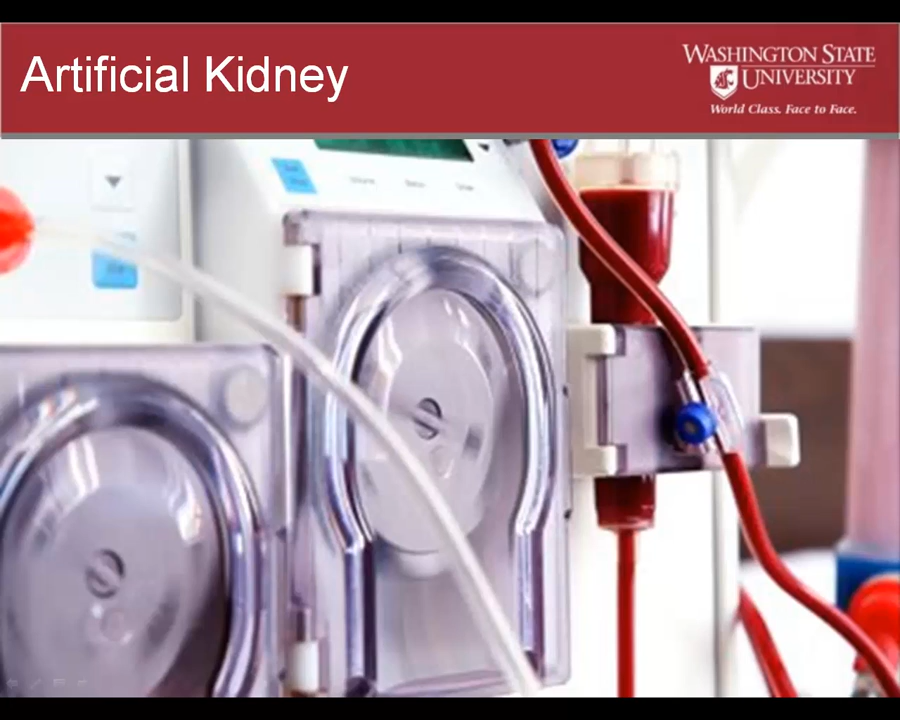 Artificial Kidney
WASHINGTON STATE
UNIVERSITY
World Class. Face to Face.